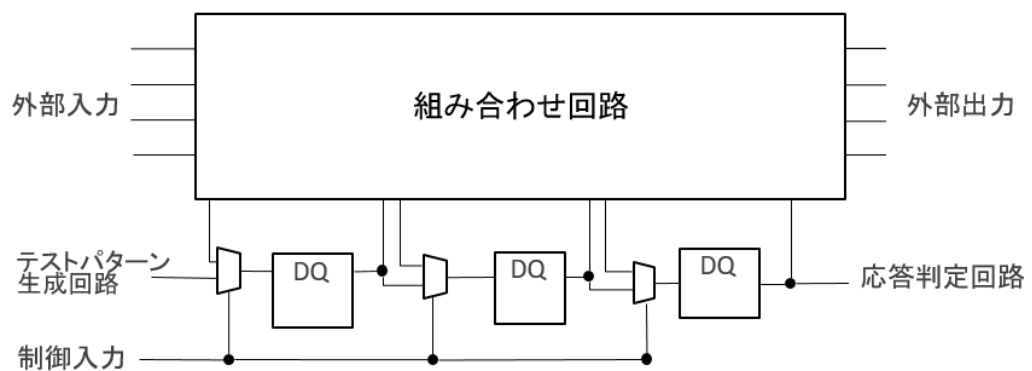 組み合わせ回路
外部入力
外部出力
テストパターン
生成回路
DQ
DQ
DQ
応答判定回路
制御入力